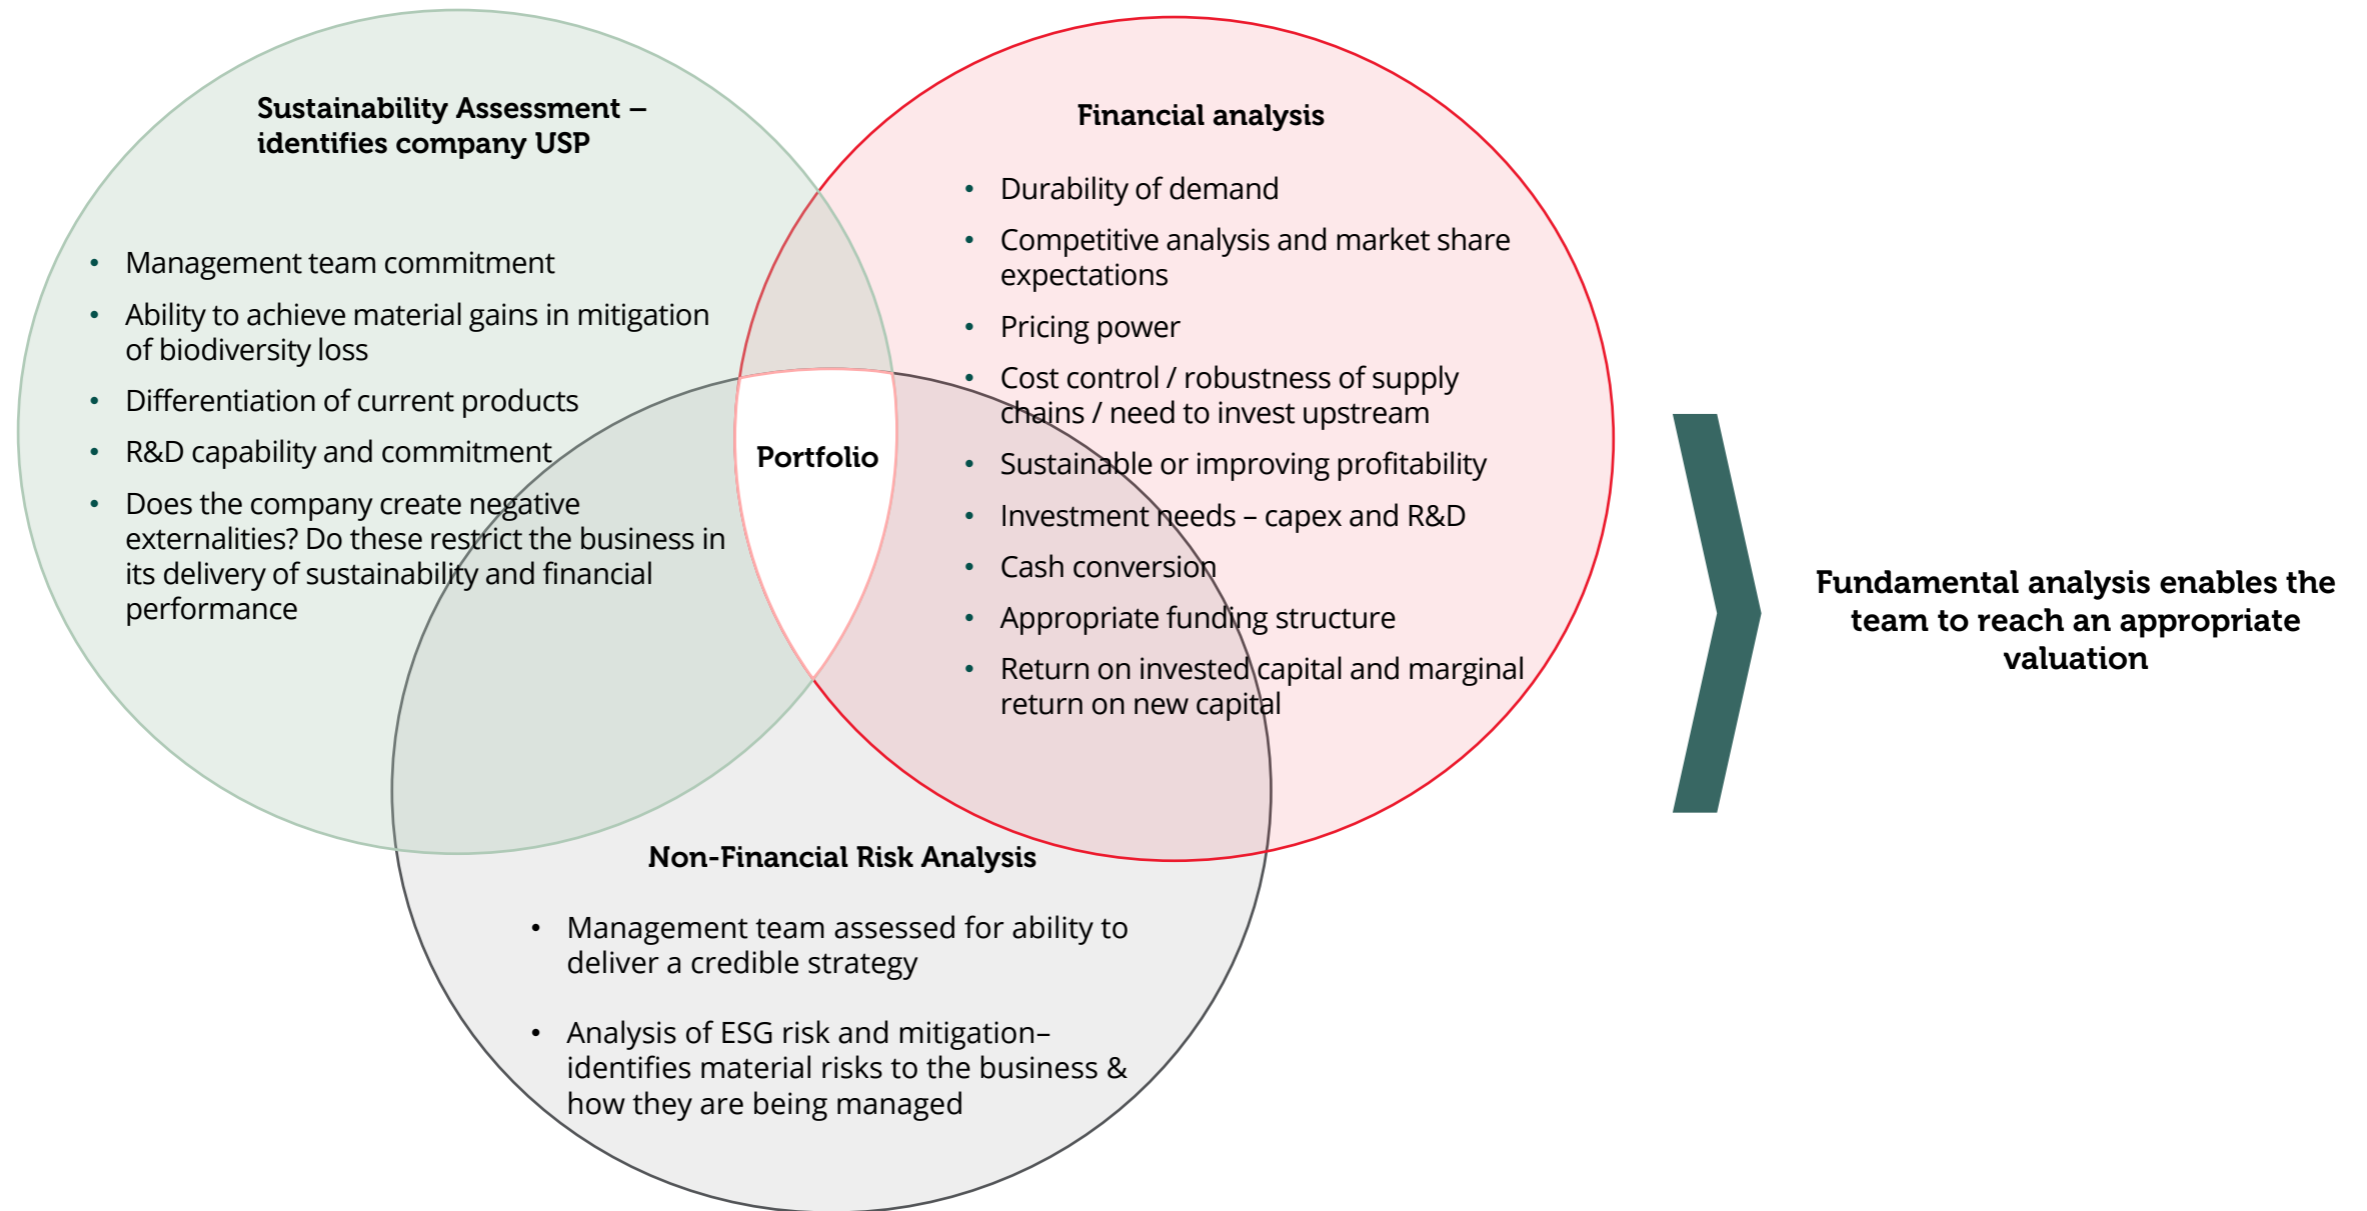 Sustainability Assessment –
identifies company USP
• Management team commitment
• Ability to achieve material gains in mitigation
of biodiversity loss
• Differentiation of current products
• R&D capability and commitment
• Does the company create negative
externalities? Do these restrict the business in
its delivery of sustainability and financial
performance
Financial analysis
• Durability of demand
• Competitive analysis and market share
expectations
• Pricing power
• Cost control / robustness of supply
chains / need to invest upstream
• Sustainable or improving profitability
• Investment needs – capex and R&D
• Cash conversion
• Appropriate funding structure
• Return on invested capital and marginal
return on new capital
Portfolio
Non-Financial Risk Analysis
• Management team assessed for ability to
deliver a credible strategy
• Analysis of ESG risk and mitigation–
identifies material risks to the business &
how they are being managed
Fundamental analysis enables the
team to reach an appropriate
valuation